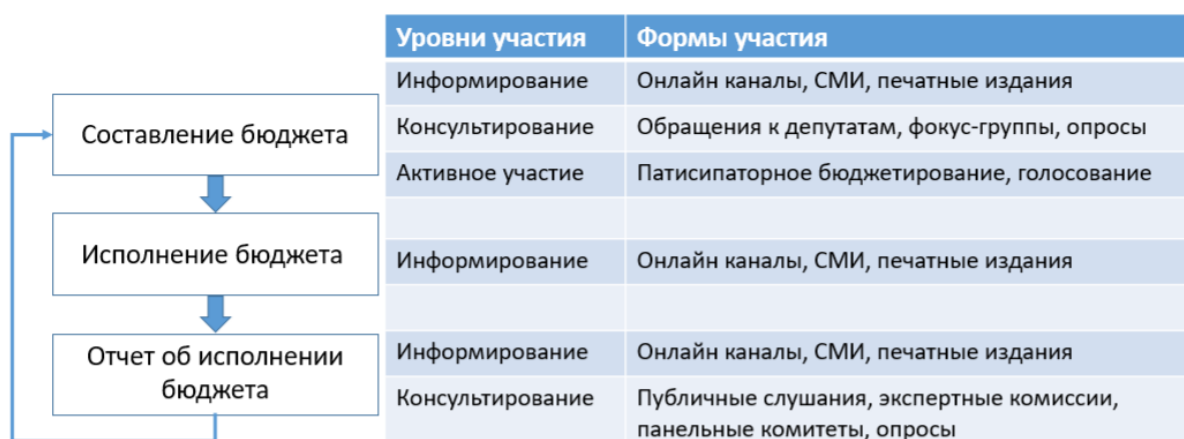 Уровни участия Формы участия
Информирование Онлайн каналы, СМИ, печатные издания
Составление бюджета
Консультирование Обращения к депутатам, фокус-группы, опросы
Активное участие Патисипаторное бюджетирование, голосование
Исполнение бюджета
Информирование Онлайн каналы, СМИ, печатные издания
Отчет об исполнении
бюджета
Информирование Онлайн каналы, СМИ, печатные издания
Консультирование Публичные слушания, экспертные комиссии,
панельные комитеты, опросы